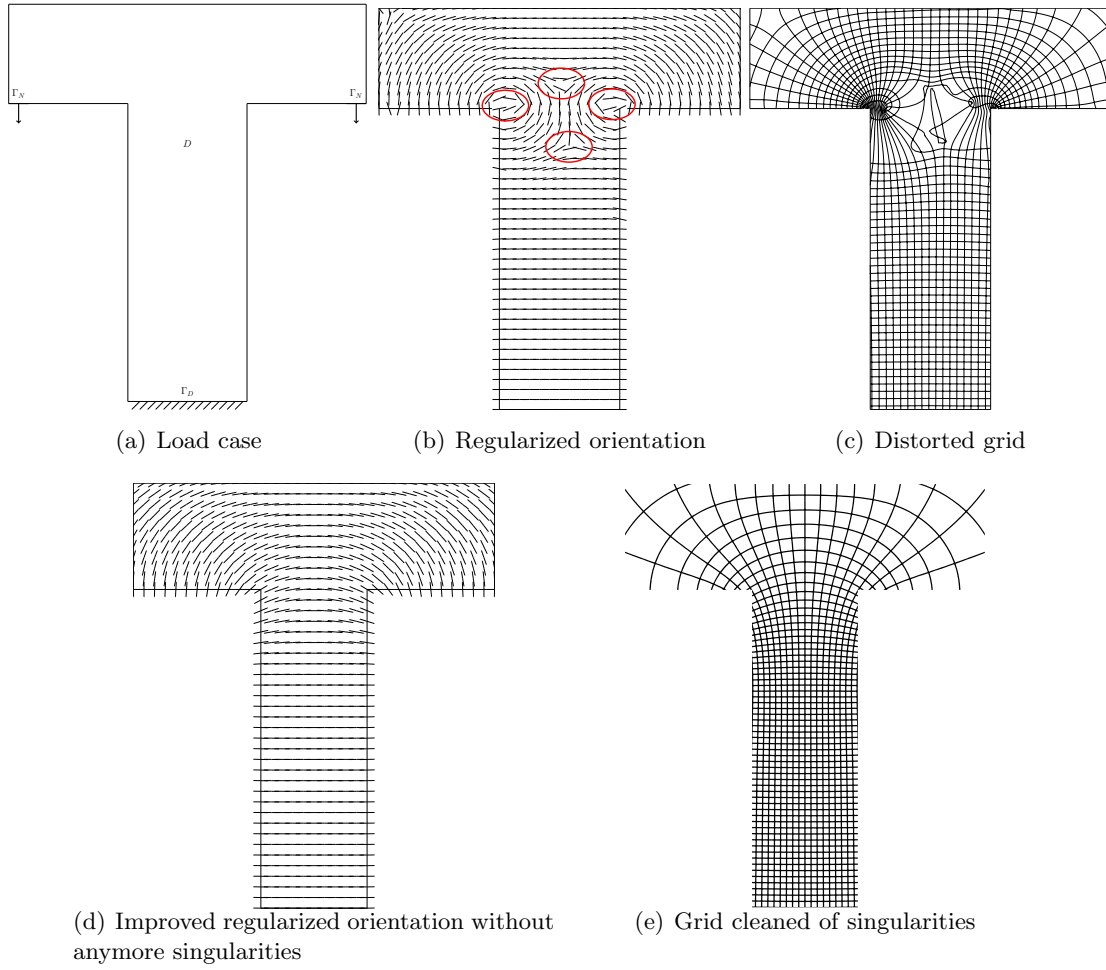 Γ_N Γ_N
D
Γ_D
(a) Load case
(b) Regularized orientation
(c) Distorted grid
(d) Improved regularized orientation without
anymore singularities
(e) Grid cleaned of singularities